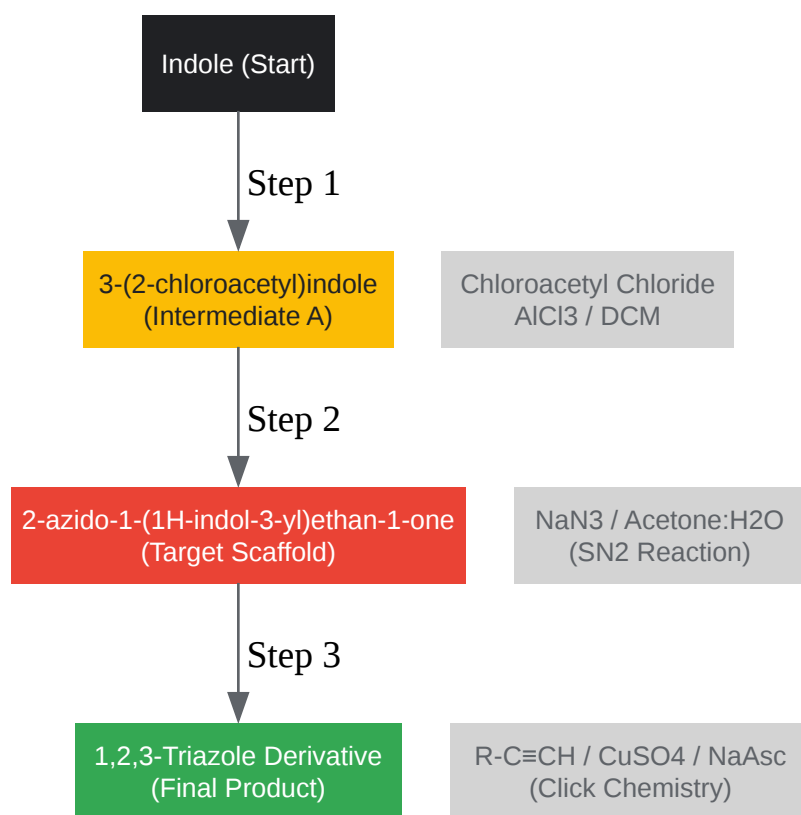 Indole (Start)
Step 1
3-(2-chloroacetyl)indole
(Intermediate A)
Chloroacetyl Chloride
AlCl3 / DCM
Step 2
2-azido-1-(1H-indol-3-yl)ethan-1-one
(Target Scaffold)
NaN3 / Acetone:H2O
(SN2 Reaction)
Step 3
1,2,3-Triazole Derivative
(Final Product)
R-C≡CH / CuSO4 / NaAsc
(Click Chemistry)